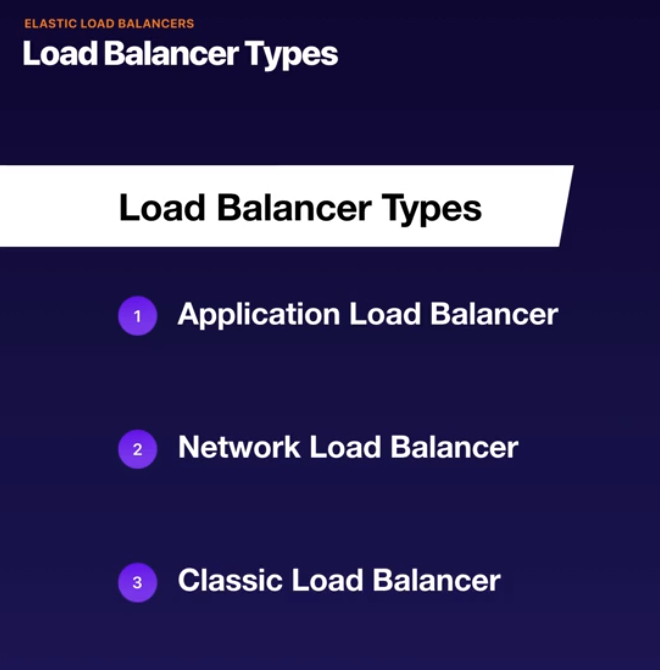 ELASTIC LOAD BALANCERS
Load Balancer Types
Load Balancer Types
1 Application Load Balancer
2 Network Load Balancer
3 Classic Load Balancer